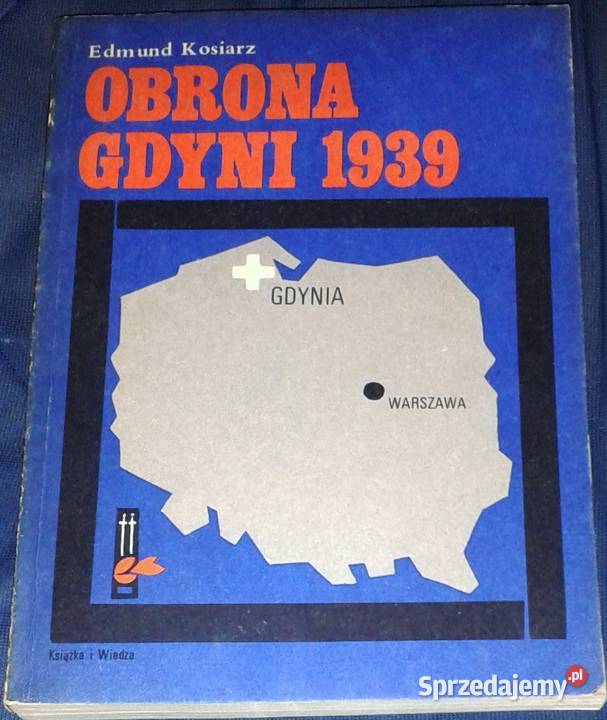 Edmund Kosiarz
OBRONA
GDYNI 1939
GDYNIA
WARSZAWA
Książka i Wiedza
Sprzedajemy.pl